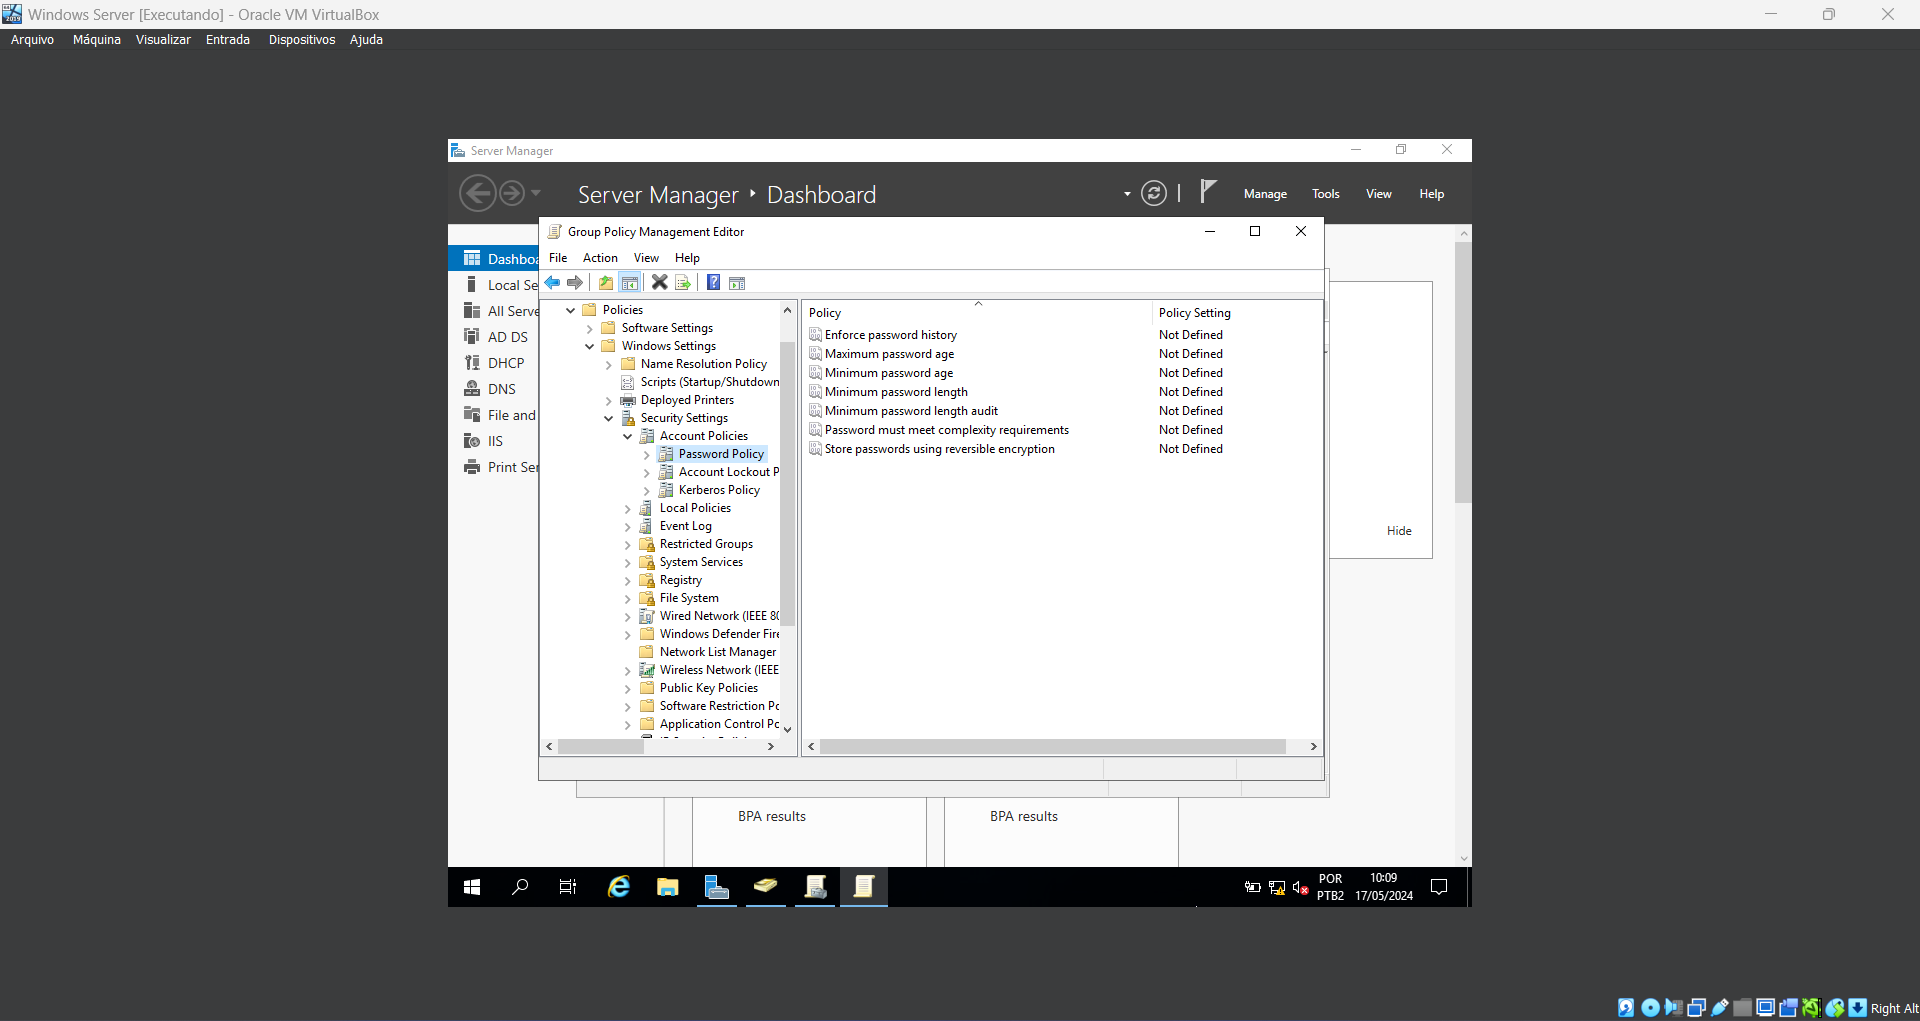 Windows Server [Executando] - Oracle VM VirtualBox
Arquivo Máquina Visualizar Entrada Dispositivos Ajuda
Server Manager
Server Manager Dashboard
Manage Tools View Help
Group Policy Management Editor
File Action View Help
Dashboa
Local Se
All Serve
AD DS
DHCP
DNS
File and
IIS
Print Ser
Policies
Software Settings
Windows Settings
Name Resolution Policy
Scripts (Startup/Shutdown
Deployed Printers
Security Settings
Account Policies
Password Policy
Account Lockout P
Kerberos Policy
Local Policies
Event Log
Restricted Groups
System Services
Registry
File System
Wired Network (IEEE 80
Windows Defender Fire
Network List Manager
Wireless Network (IEEE
Public Key Policies
Software Restriction Po
Application Control Po
Policy Policy Setting
Enforce password history Not Defined
Maximum password age Not Defined
Minimum password age Not Defined
Minimum password length Not Defined
Minimum password length audit Not Defined
Password must meet complexity requirements Not Defined
Store passwords using reversible encryption Not Defined
Hide
BPA results BPA results
POR 10:09
PTB2 17/05/2024
Right Alt